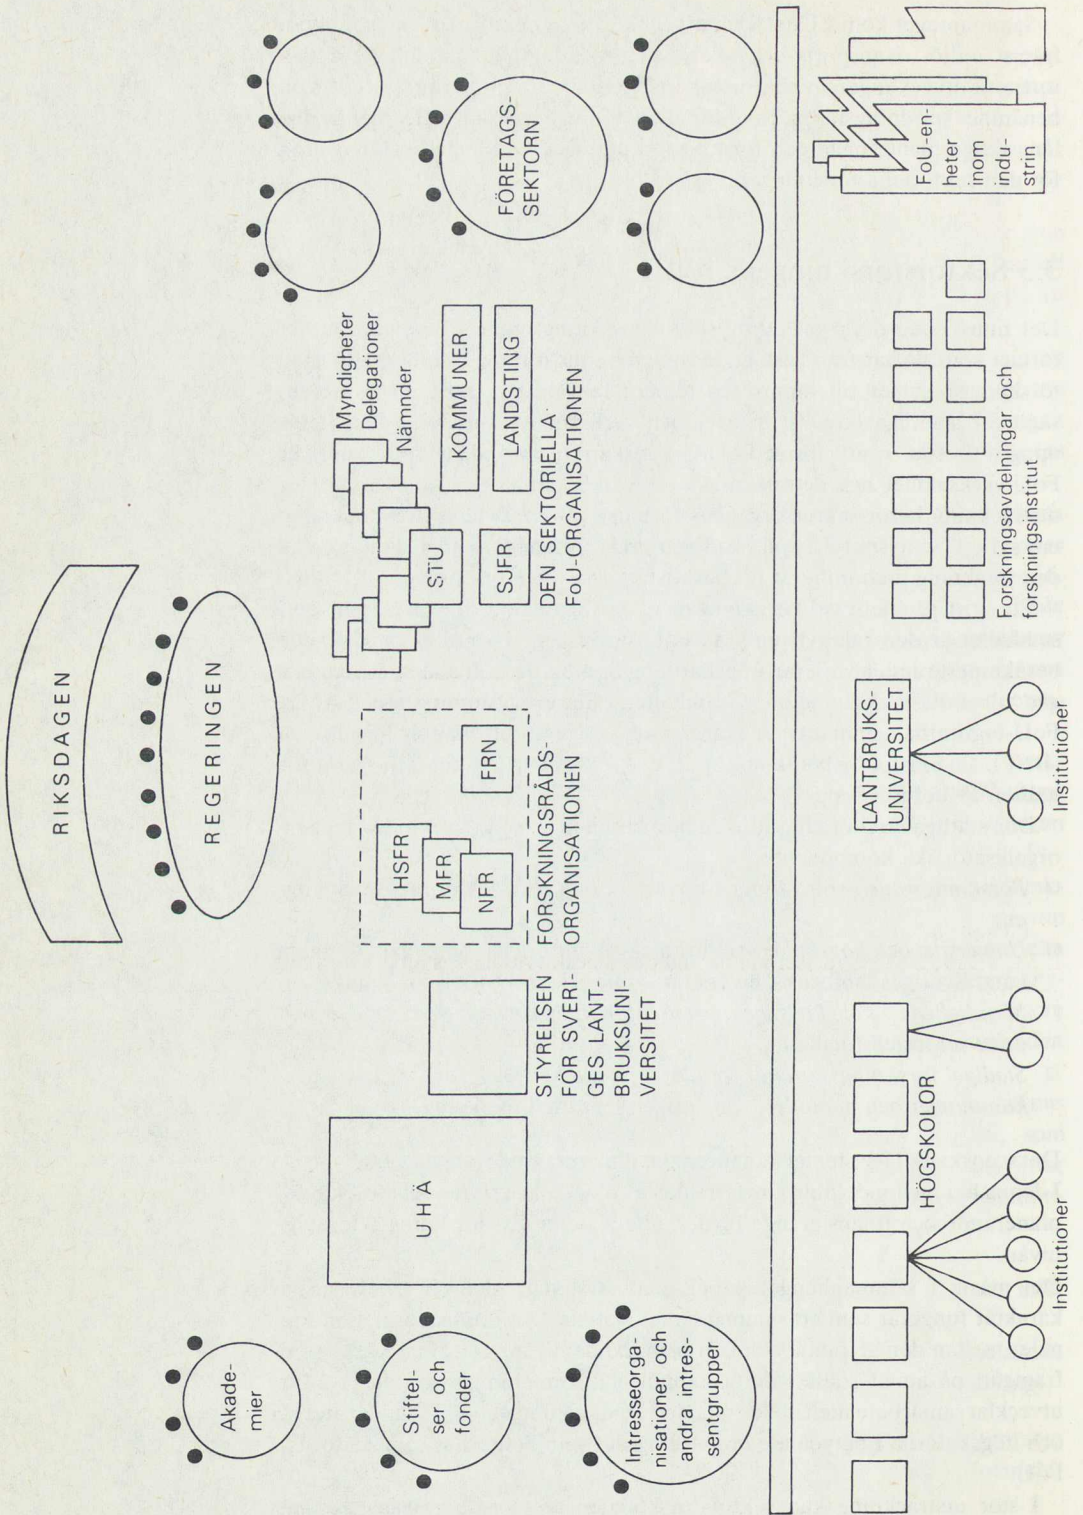 RIKSDAGEN
REGERINGEN
Akade-
mier
Stiftel-
ser och
fonder
Intresseorga-
nisationer och
andra intres-
sentgrupper
UHÄ
STYRELSEN
FÖR SVERI-
GES LANT-
BRUKSUNI-
VERSITET
HSFR
MFR
NFR
FRN
FORSKNINGSRÅDS-
ORGANISATIONEN
Myndigheter
Delegationer
Nämnder
STU
SJFR
KOMMUNER
LANDSTING
DEN SEKTORIELLA
FoU-ORGANISATIONEN
FÖRETAGS-
SEKTORN
HÖGSKOLOR
Institutioner
LANTBRUKS-
UNIVERSITET
Institutioner
Forskningsavdelningar och
forskningsinstitut
FoU-en-
heter
inom
indu-
strin